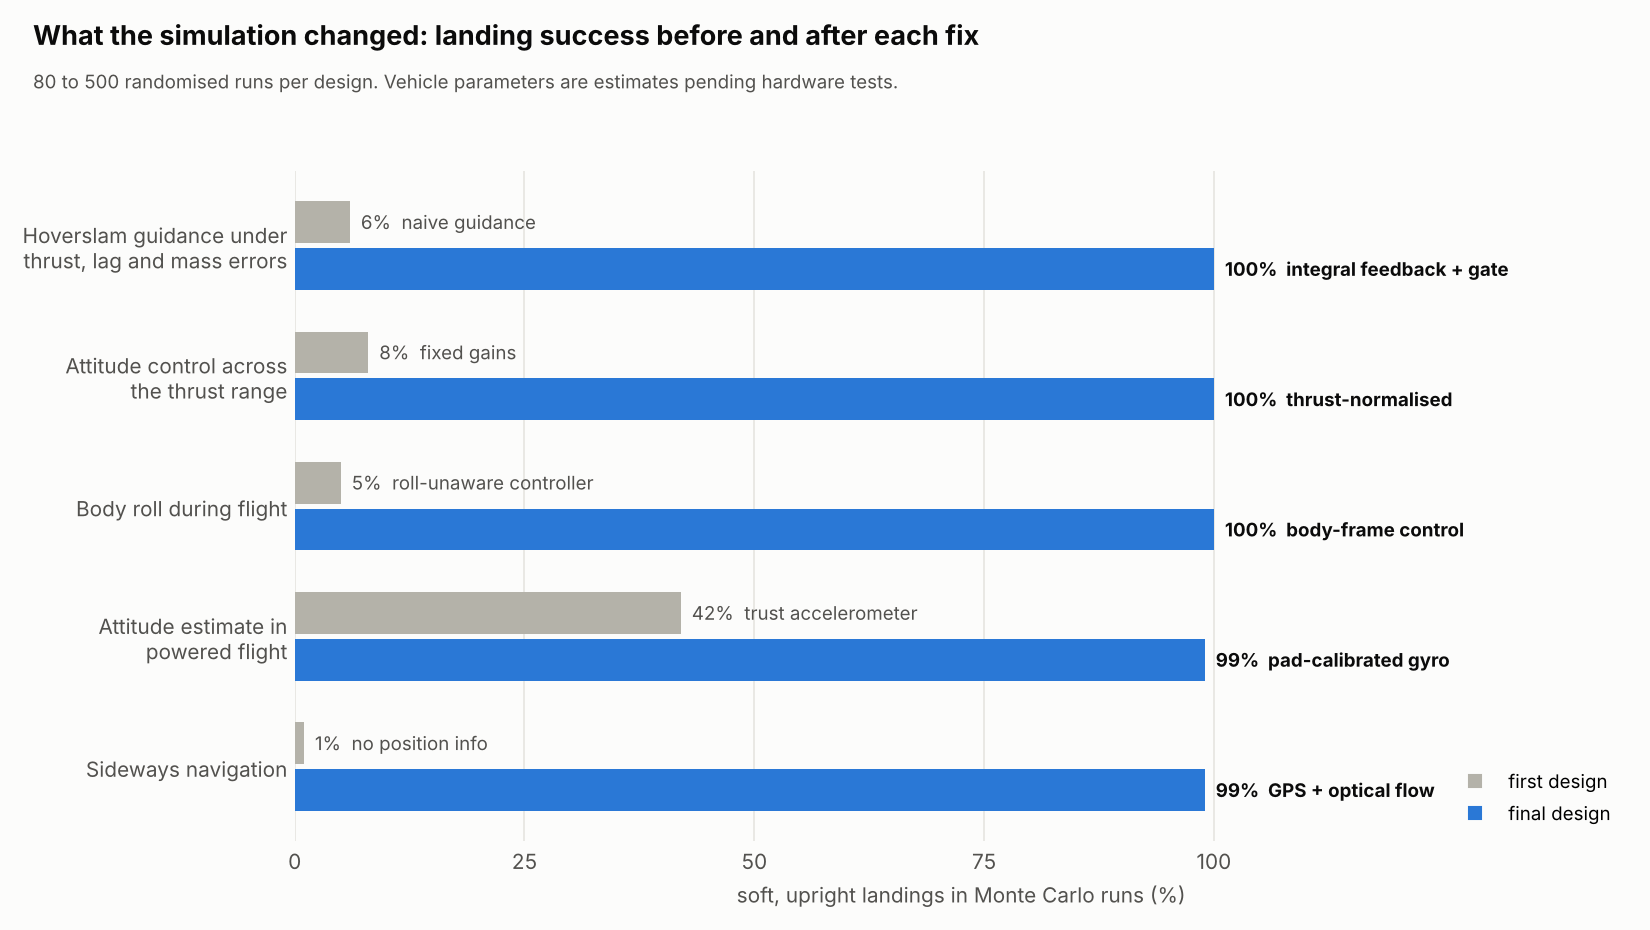 What the simulation changed: landing success before and after each fix
80 to 500 randomised runs per design. Vehicle parameters are estimates pending hardware tests.
Hoverslam guidance under
thrust, lag and mass errors
6% naive guidance
100% integral feedback + gate
Attitude control across
the thrust range
8% fixed gains
100% thrust-normalised
Body roll during flight
5% roll-unaware controller
100% body-frame control
Attitude estimate in
powered flight
42% trust accelerometer
99% pad-calibrated gyro
Sideways navigation
1% no position info
99% GPS + optical flow
first design
final design
0 25 50 75 100
soft, upright landings in Monte Carlo runs (%)